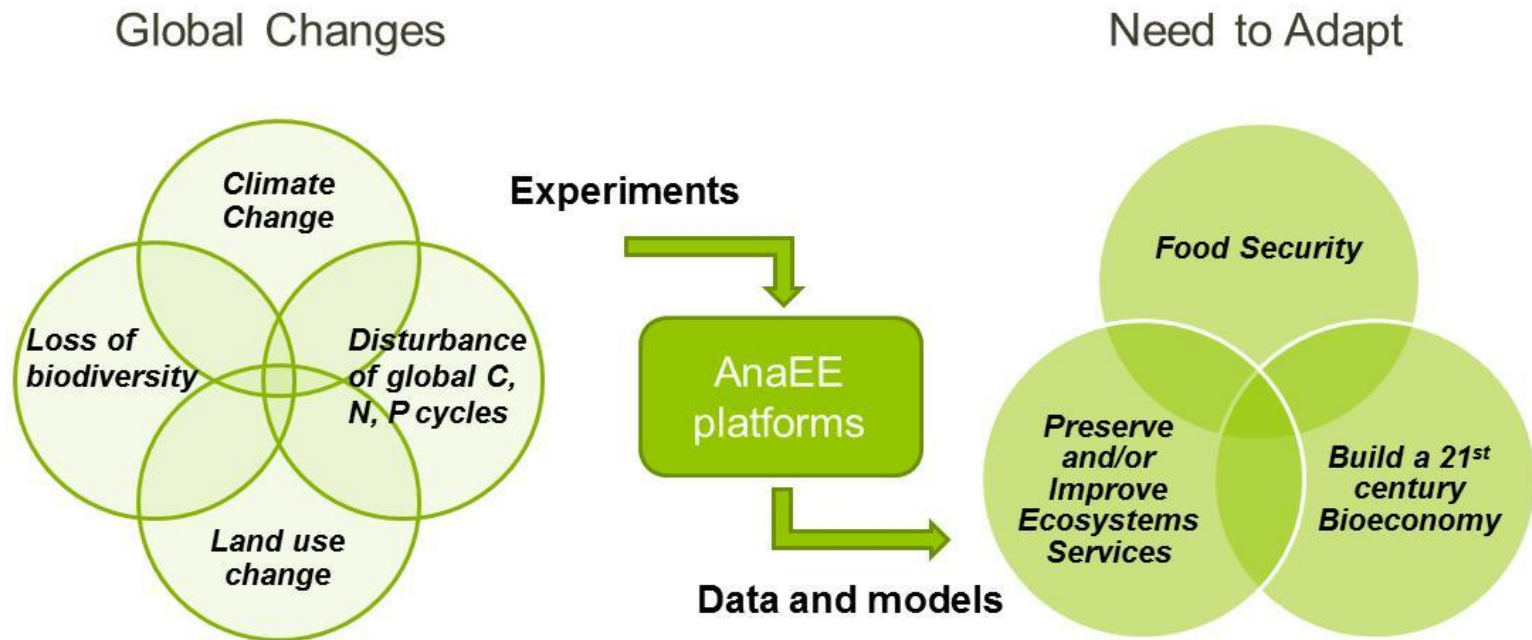 Global Changes
Need to Adapt
Climate
Change
Loss of
biodiversity
Disturbance
of global C,
N, P cycles
Land use
change
Experiments
AnaEE
platforms
Data and models
Food Security
Preserve
and/or
Improve
Ecosystems
Services
Build a 21st
century
Bioeconomy